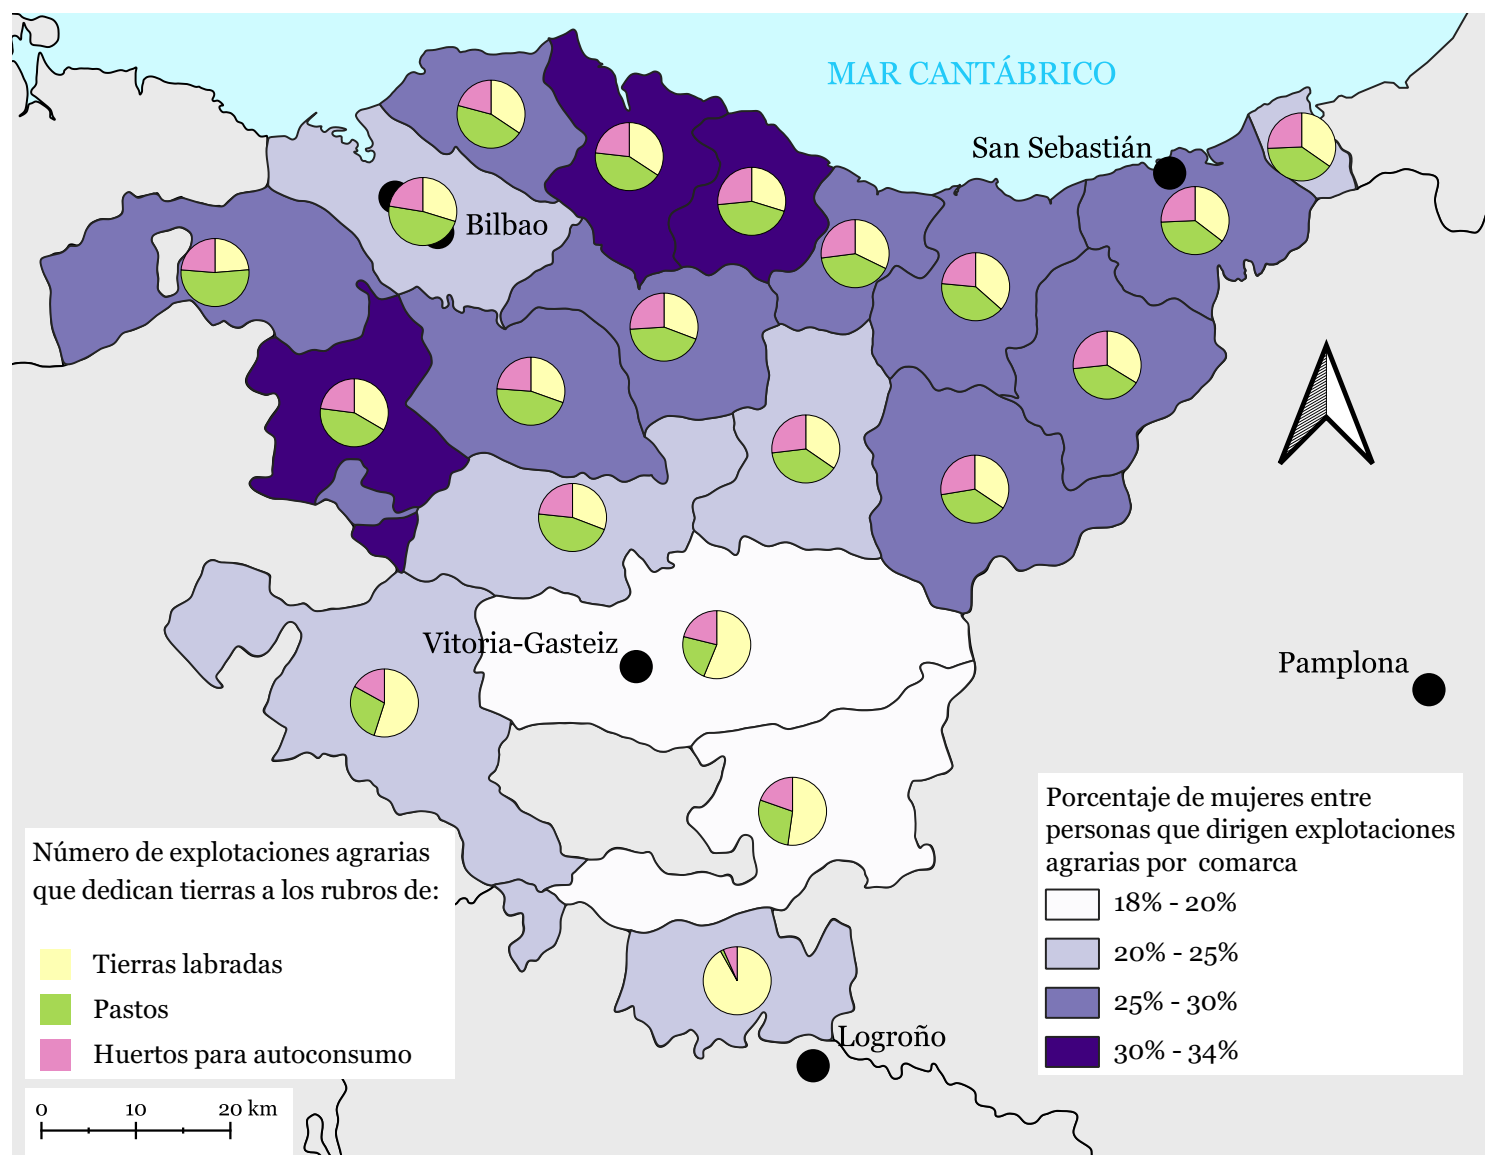 MAR CANTÁBRICO
San Sebastián
Bilbao
Vitoria-Gasteiz
Pamplona
Logroño
Número de explotaciones agrarias
que dedican tierras a los rubros de:
Tierras labradas
Pastos
Huertos para autoconsumo
0 10 20 km
Porcentaje de mujeres entre
personas que dirigen explotaciones
agrarias por comarca
18% - 20%
20% - 25%
25% - 30%
30% - 34%